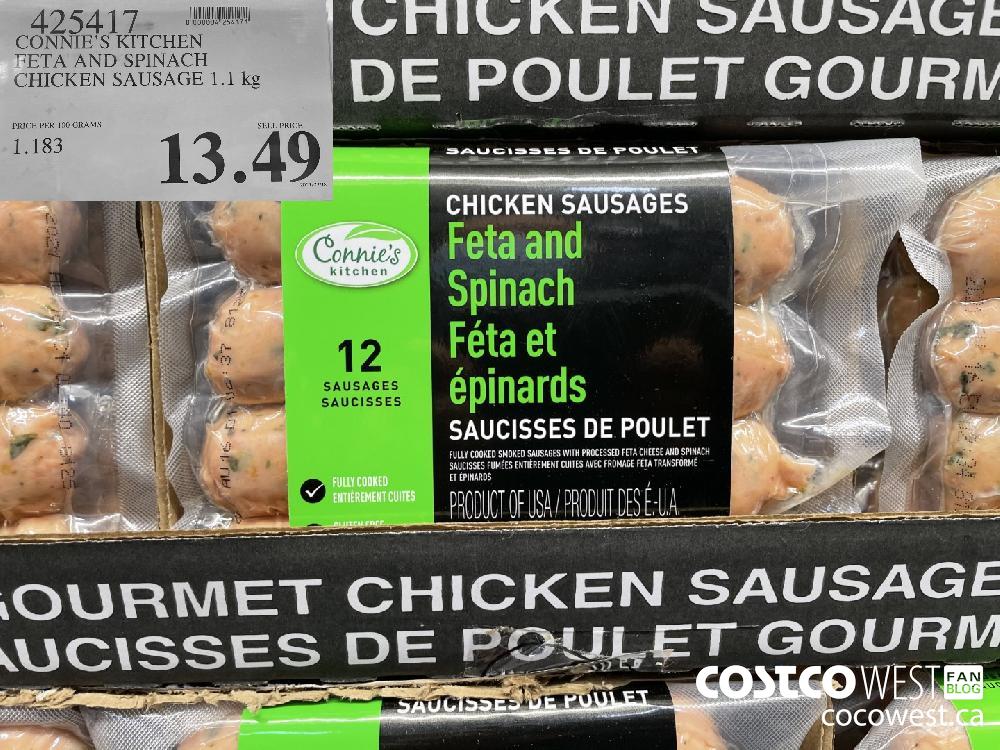 425417
CONNIE'S KITCHEN
FETA AND SPINACH
CHICKEN SAUSAGE 1.1 kg
PRICE PER 100 GRAMS
1.183
SELL PRICE
13.49
CHICKEN SAUSAGE
DE POULET GOURM
SAUCISSES DE POULET
CHICKEN SAUSAGES
Feta and
Spinach
Féta et
épinards
SAUCISSES DE POULET
FULLY COOKED SMOKED SAUSAGES WITH PROCESSED FETA CHEESE AND SPINACH
SAUCISSES FUMÉES ENTIÈREMENT CUITES AVEC FROMAGE FETA TRANSFORMÉ
ET ÉPINARDS
PRODUCT OF USA / PRODUIT DES É.-U.A.
Connie's
kitchen
12
SAUSAGES
SAUCISSES
FULLY COOKED
ENTIÈREMENT CUITES
GLUTEN FREE
GOURMET CHICKEN SAUSAGE
AUCISSES DE POULET GOURM
SAUCISSES DE POULET
COSTCO WEST FAN BLOG
cocowest.ca